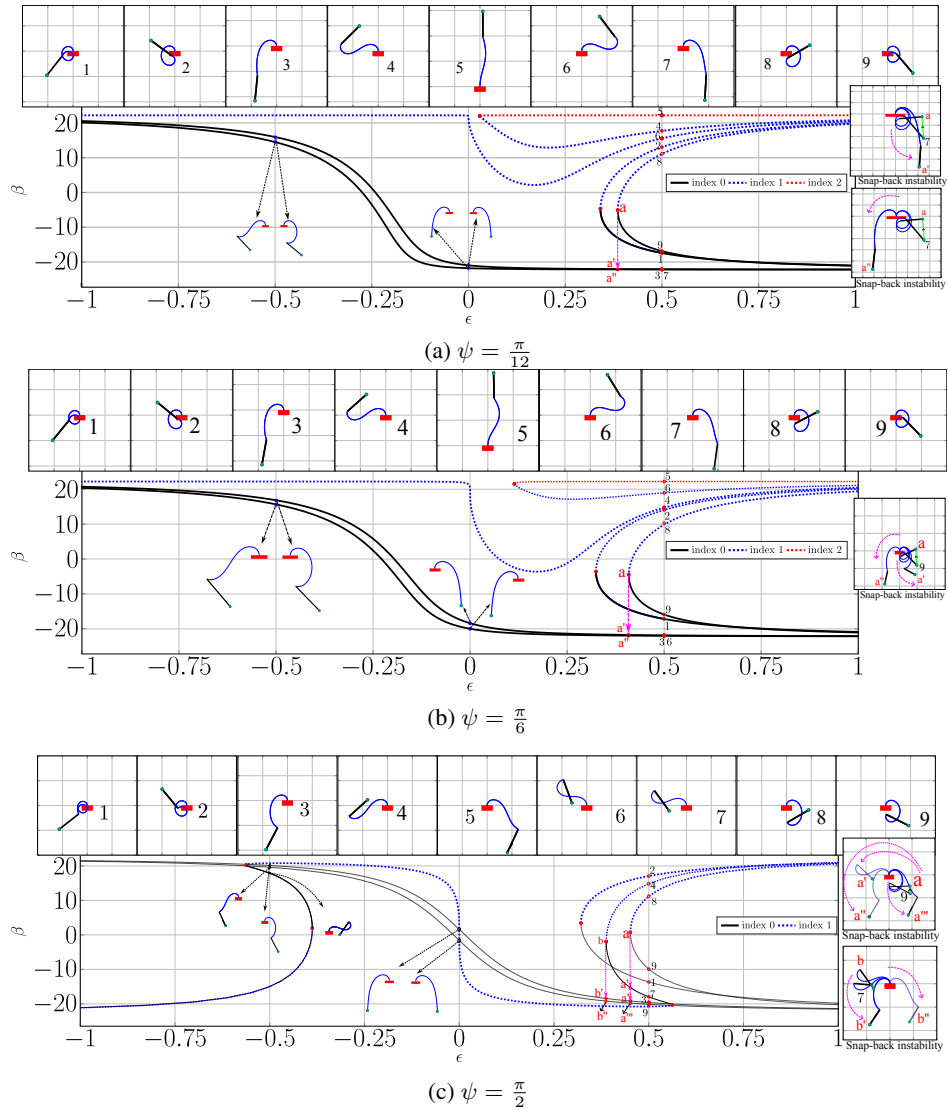 1 2 3 4 5 6 7 8 9
20
10
0
−10
−20
β
5
4
6
2
8
a
index 0 index 1 index 2
9
1
a'
a''
3 7
−1 −0.75 −0.5 −0.25 0 0.25 0.5 0.75 1
ϵ
a
7
a'
Snap-back instability
7
a''
Snap-back instability
(a) ψ = π/12
1 2 3 4 5 6 7 8 9
20
10
0
−10
−20
β
5
6
4
2
8
a
index 0 index 1 index 2
9
1
a'
a''
3 6
−1 −0.75 −0.5 −0.25 0 0.25 0.5 0.75 1
ϵ
a
9
a'' a'
Snap-back instability
(b) ψ = π/6
1 2 3 4 5 6 7 8 9
20
10
0
−10
−20
β
2
4
8
a
b
index 0 index 1
9
1
a'
7
b'
3
9
b'' a'''
−1 −0.75 −0.5 −0.25 0 0.25 0.5 0.75 1
ϵ
a' a
9
a'' a'''
Snap-back instability
b
7
b' b''
Snap-back instability
(c) ψ = π/2